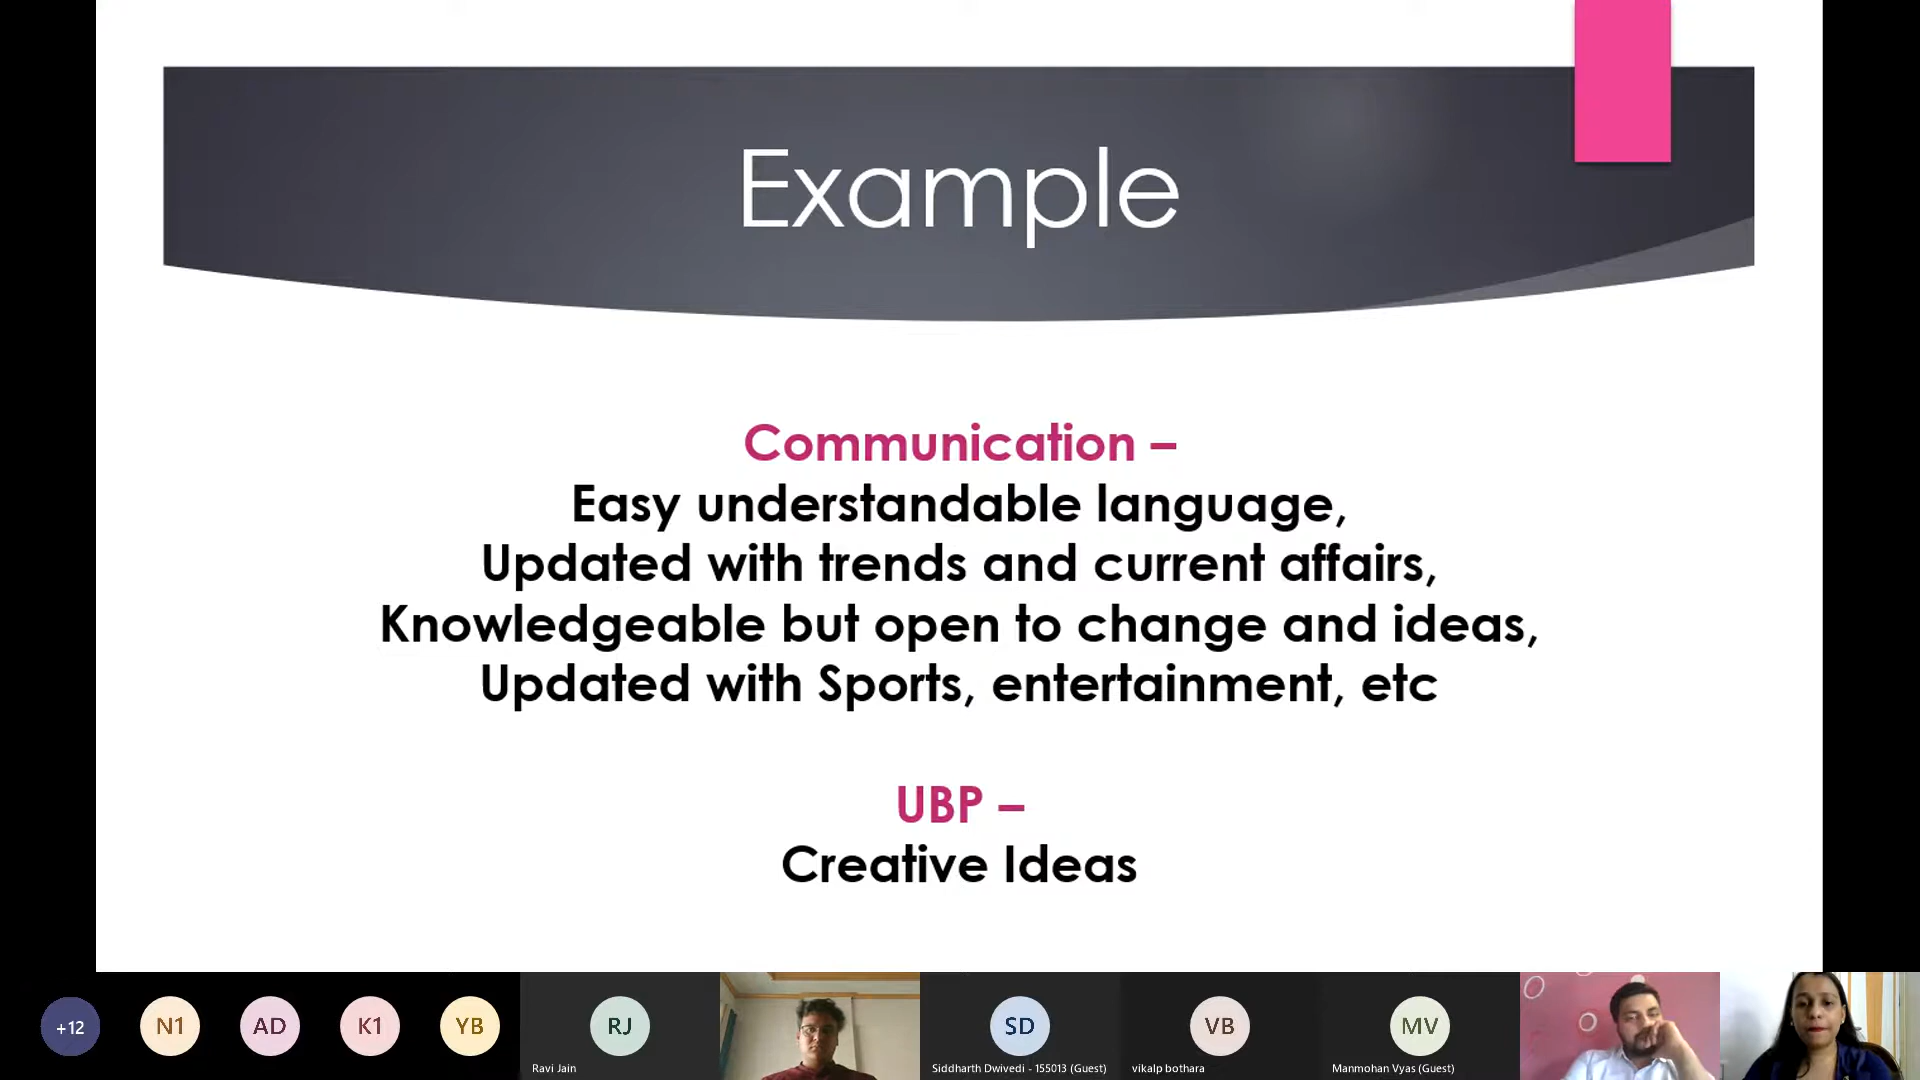 Example
Communication –
Easy understandable language,
Updated with trends and current affairs,
Knowledgeable but open to change and ideas,
Updated with Sports, entertainment, etc
UBP –
Creative Ideas
+12
N1
AD
K1
YB
RJ
Ravi Jain
SD
Siddharth Dwivedi - 155013 (Guest)
VB
vikalp bothara
MV
Manmohan Vyas (Guest)